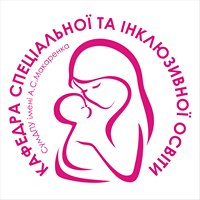 КАФЕДРА СПЕЦІАЛЬНОЇ ТА ІНКЛЮЗИВНОЇ ОСВІТИ
СумДПУ імені А.С.Макаренка